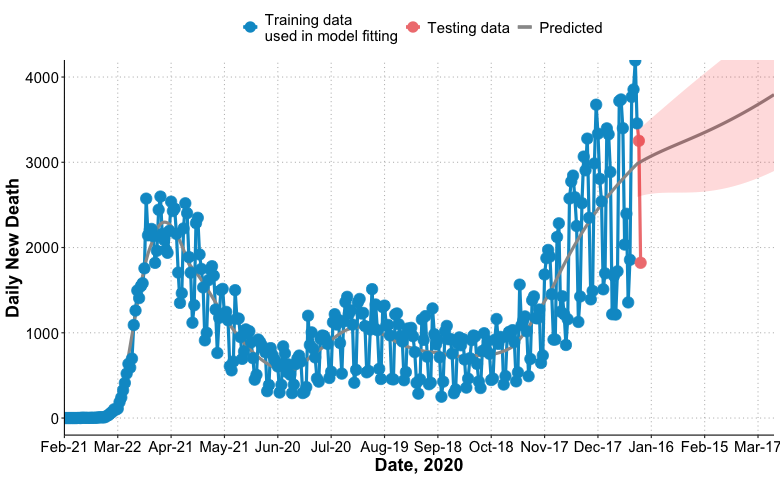 Training data
used in model fitting
Testing data
Predicted
Daily New Death
4000
3000
2000
1000
0
Feb-21 Mar-22 Apr-21 May-21 Jun-20 Jul-20 Aug-19 Sep-18 Oct-18 Nov-17 Dec-17 Jan-16 Feb-15 Mar-17
Date, 2020